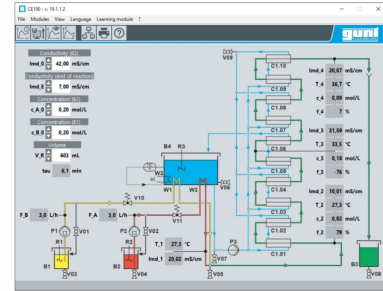 CE100 - v. 18.1.1.2
File Modules View Language Learning module ?
gunt
Conductivity (B2)
lmd_0 42,00 mS/cm
Conductivity (end of reaction)
lmd_E 7,00 mS/cm
Concentration (B2)
c_A_0 0,20 mol/L
Concentration (B1)
c_B_0 0,20 mol/L
Volume
V_R 603 mL
tau 6,1 min
V09
C1.10
C1.09
C1.08
C1.07
C1.06
C1.05
C1.04
C1.03
C1.02
C1.01
lmd_4 20,07 mS/cm
T_4 36,7 °C
c_4 0,09 mol/L
f_4 7 %
lmd_3 31,59 mS/cm
T_3 33,5 °C
c_3 0,18 mol/L
f_3 -76 %
lmd_2 10,01 mS/cm
T_2 27,3 °C
c_2 0,02 mol/L
f_2 78 %
B4
R3
W3
W1
W2
V06
V10
V11
F_B 3,0 L/h
F_A 3,0 L/h
P1
V01
P2
V02
R1
R2
B1
V03
B2
V04
T_1 27,3 °C
lmd_1 20,02 mS/cm
V07
V05
P3
B3
V08